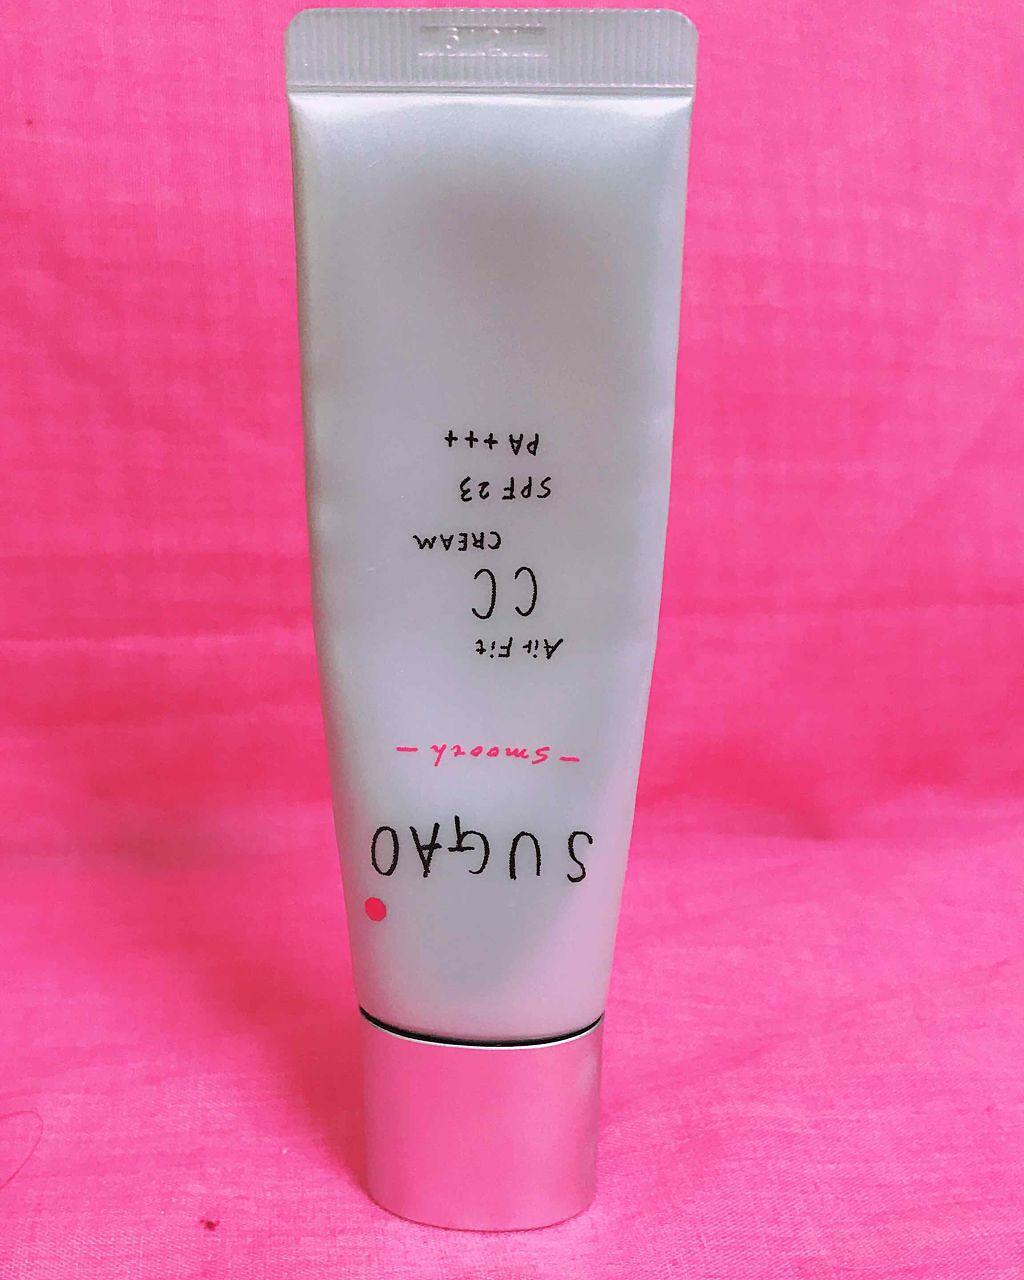 SUGAO
- smooth -
Air Fit
CC
CREAM
SPF 23
PA +++